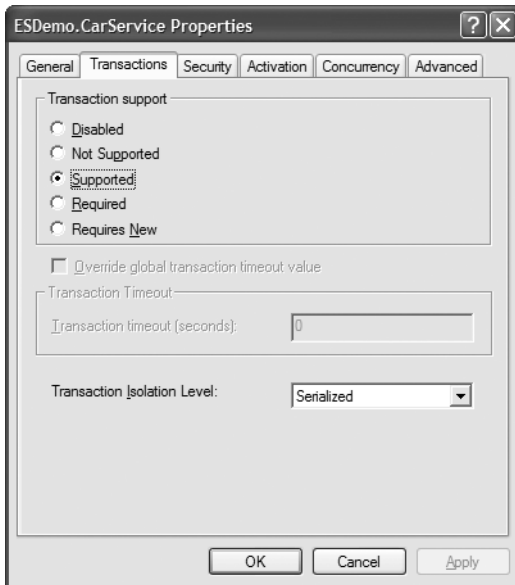 ESDemo.CarService Properties
General Transactions Security Activation Concurrency Advanced
Transaction support
Disabled
Not Supported
Supported
Required
Requires New
Override global transaction timeout value
Transaction Timeout
Transaction timeout (seconds): 0
Transaction Isolation Level: Serialized
OK Cancel Apply